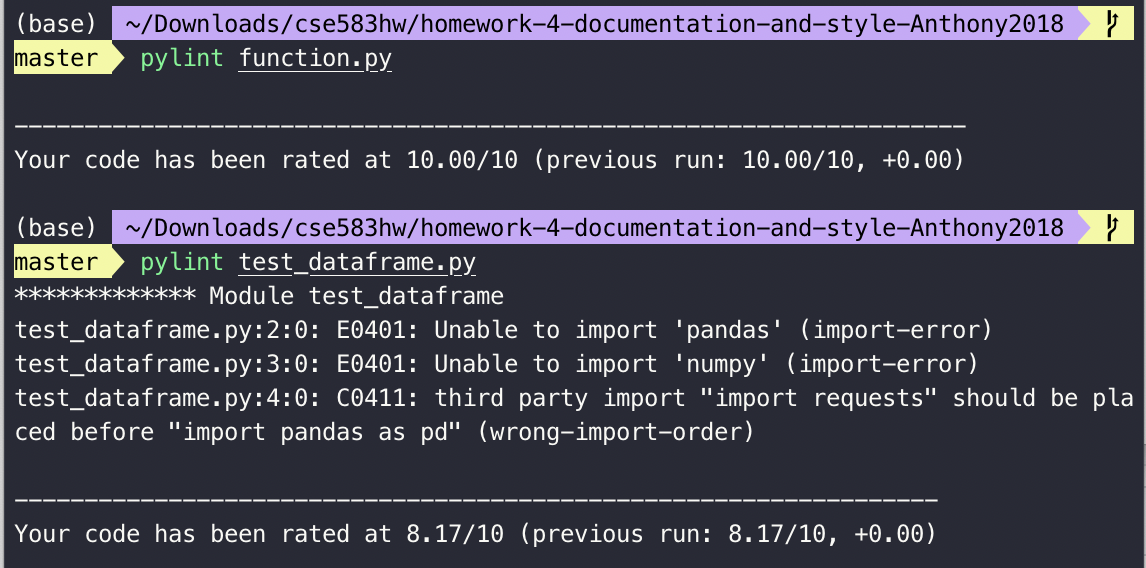 (base) ~/Downloads/cse583hw/homework-4-documentation-and-style-Anthony2018
master pylint function.py
--------------------------------------------------------------------
Your code has been rated at 10.00/10 (previous run: 10.00/10, +0.00)
(base) ~/Downloads/cse583hw/homework-4-documentation-and-style-Anthony2018
master pylint test_dataframe.py
************* Module test_dataframe
test_dataframe.py:2:0: E0401: Unable to import 'pandas' (import-error)
test_dataframe.py:3:0: E0401: Unable to import 'numpy' (import-error)
test_dataframe.py:4:0: C0411: third party import "import requests" should be pla
ced before "import pandas as pd" (wrong-import-order)
------------------------------------------------------------------
Your code has been rated at 8.17/10 (previous run: 8.17/10, +0.00)